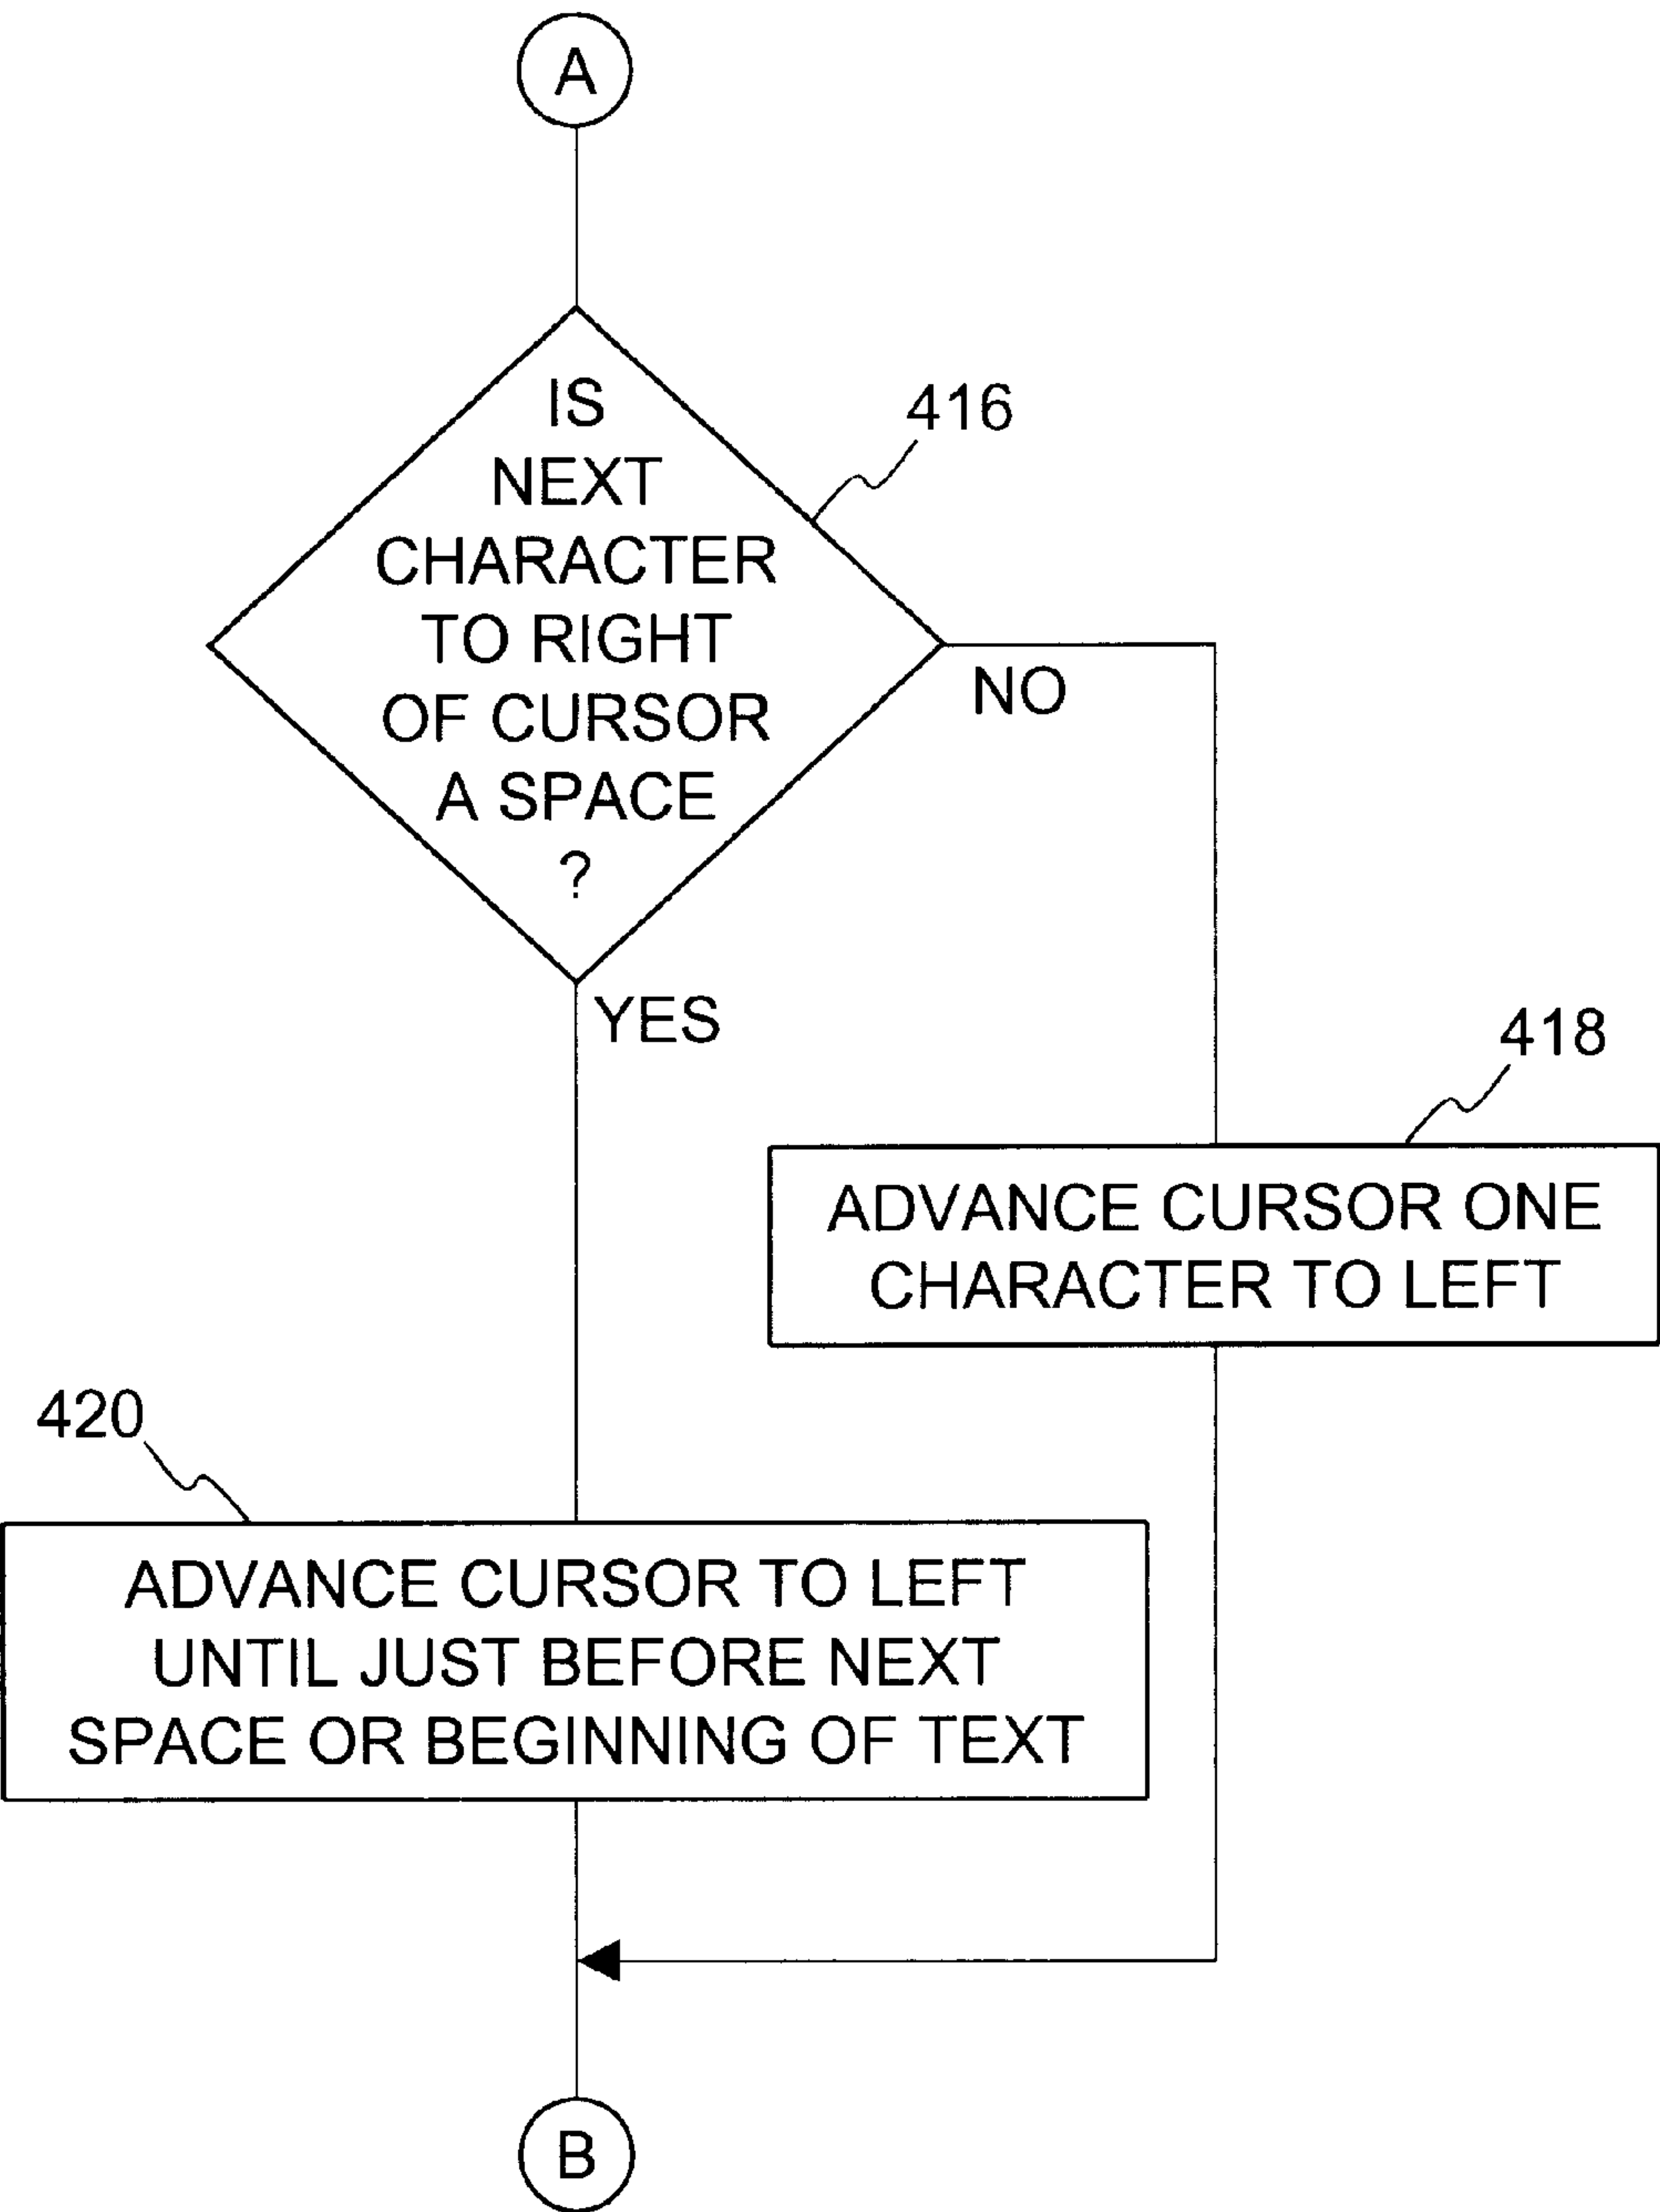 A
IS
NEXT
CHARACTER
TO RIGHT
OF CURSOR
A SPACE
?
416
NO
YES
418
ADVANCE CURSOR ONE
CHARACTER TO LEFT
420
ADVANCE CURSOR TO LEFT
UNTIL JUST BEFORE NEXT
SPACE OR BEGINNING OF TEXT
B